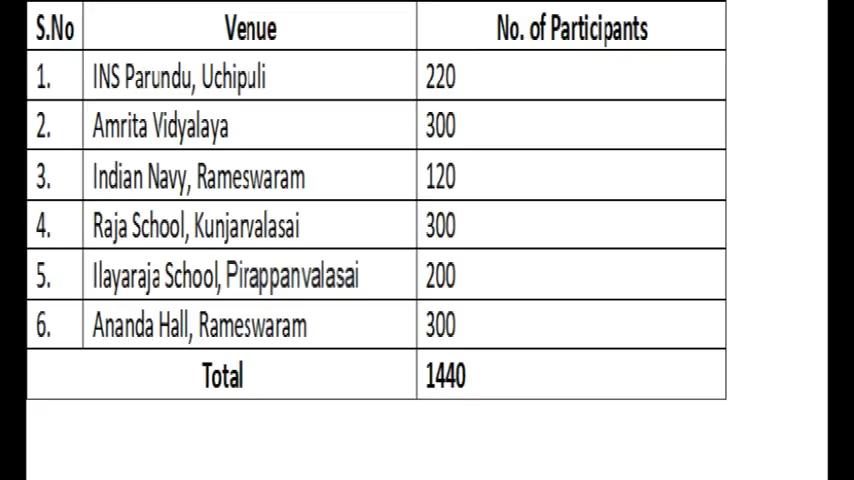 S.No Venue No. of Participants
1. INS Parundu, Uchipuli 220
2. Amrita Vidyalaya 300
3. Indian Navy, Rameswaram 120
4. Raja School, Kunjarvalasai 300
5. Ilayaraja School, Pirappanvalasai 200
6. Ananda Hall, Rameswaram 300
Total 1440